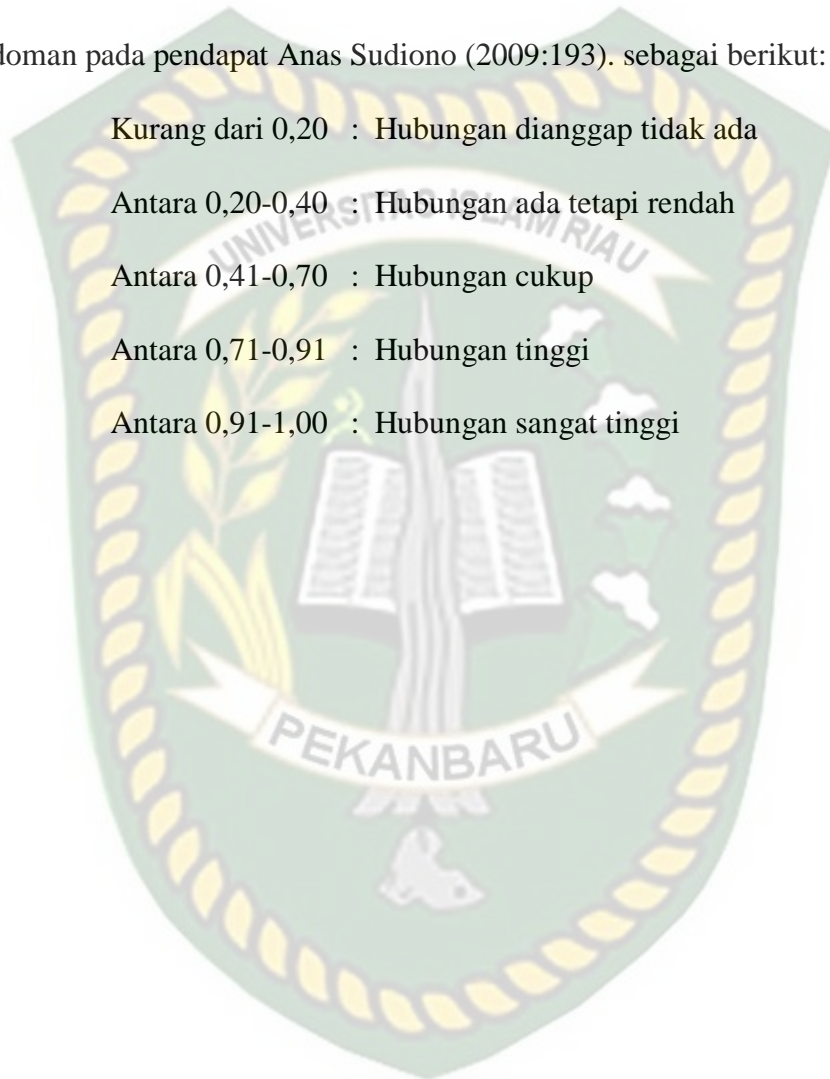 doman pada pendapat Anas Sudiono (2009:193). sebagai berikut:
Kurang dari 0,20 : Hubungan dianggap tidak ada
UNIVERSITAS ISLAM RIAU
Antara 0,20-0,40 : Hubungan ada tetapi rendah
Antara 0,41-0,70 : Hubungan cukup
Antara 0,71-0,91 : Hubungan tinggi
Antara 0,91-1,00 : Hubungan sangat tinggi
PEKANBARU